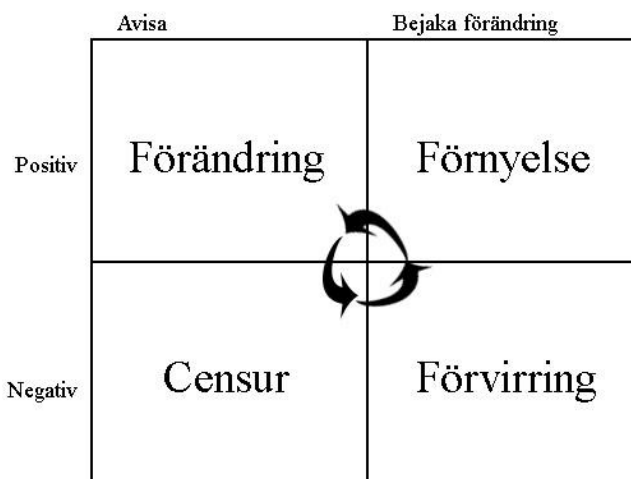 Avisa
Bejaka förändring
Positiv
Förändring
Förnyelse
Negativ
Censur
Förvirring